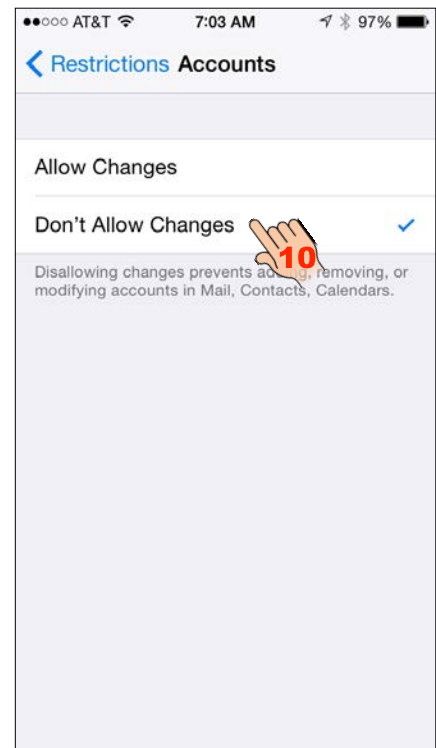 AT&T 7:03 AM 97%
Restrictions Accounts
Allow Changes
Don't Allow Changes
10
Disallowing changes prevents adding, removing, or
modifying accounts in Mail, Contacts, Calendars.